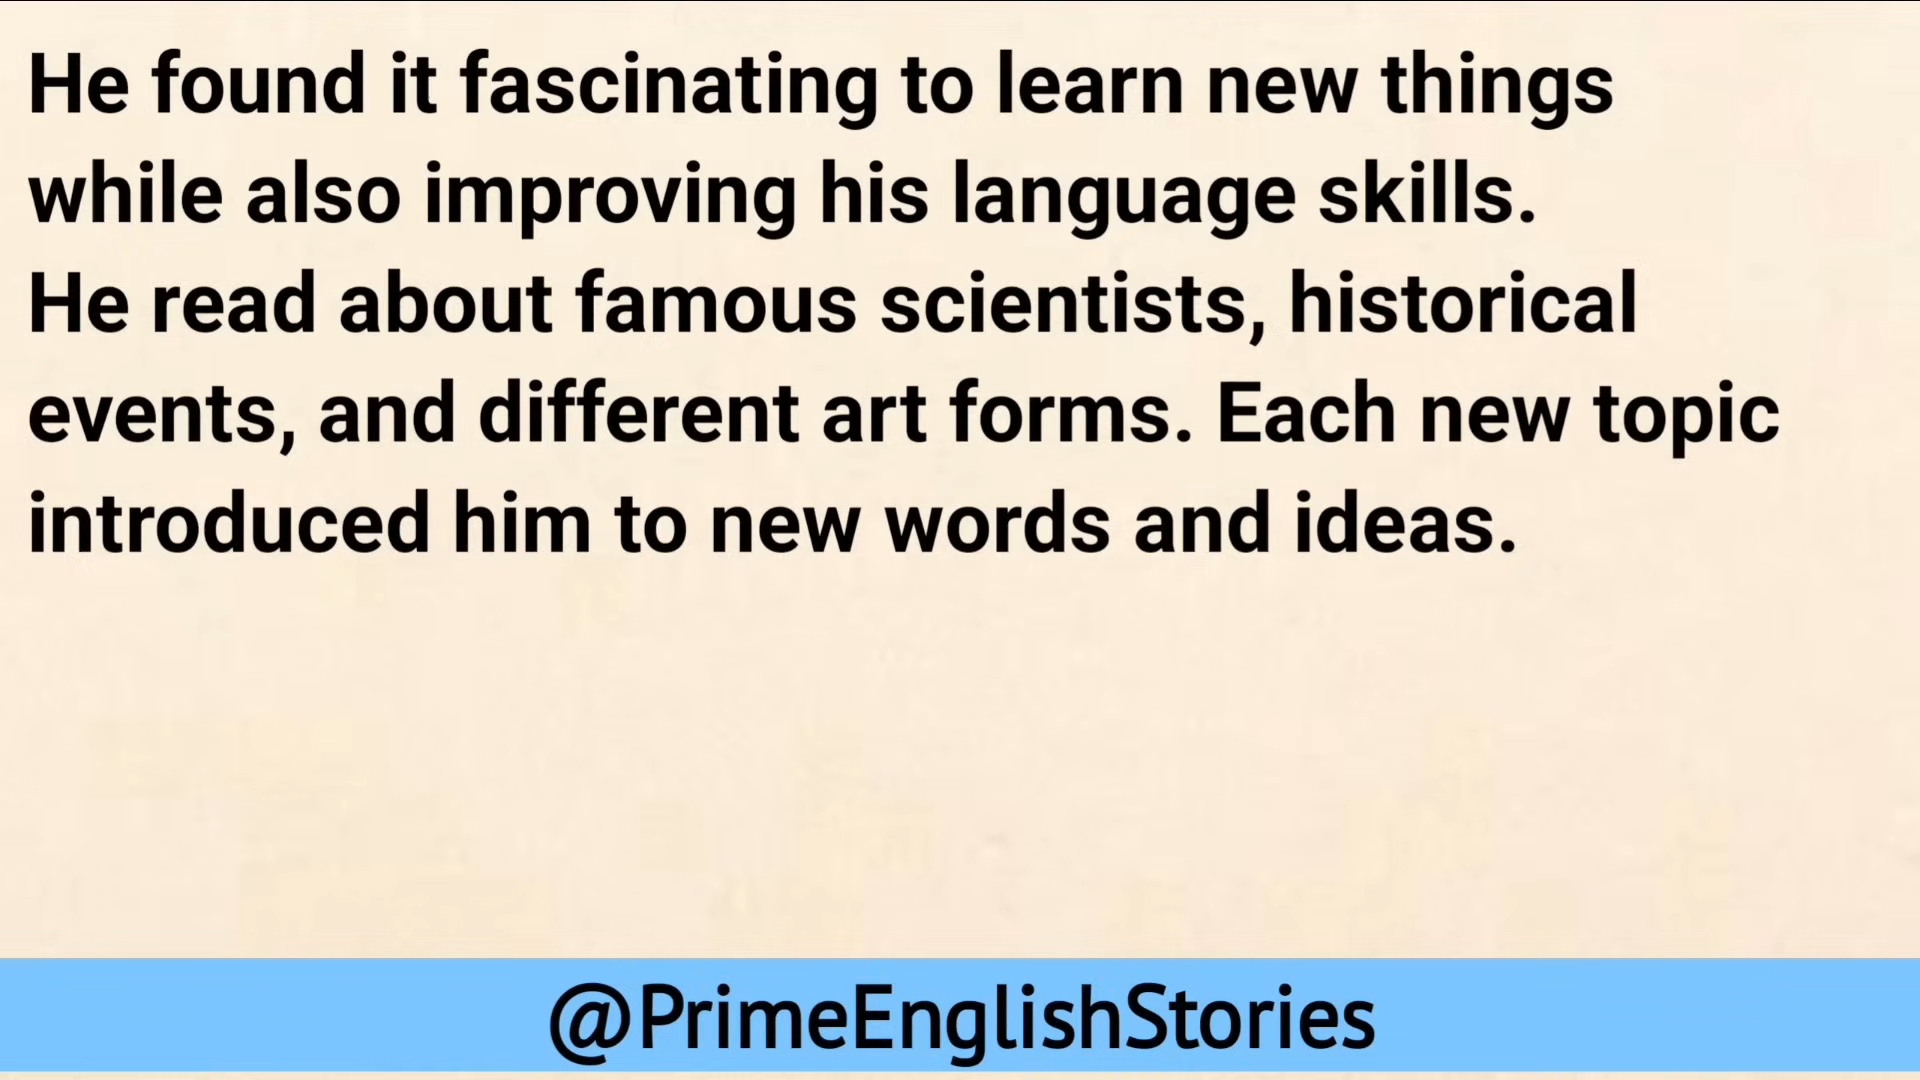 He found it fascinating to learn new things
while also improving his language skills.
He read about famous scientists, historical
events, and different art forms. Each new topic
introduced him to new words and ideas.
@PrimeEnglishStories